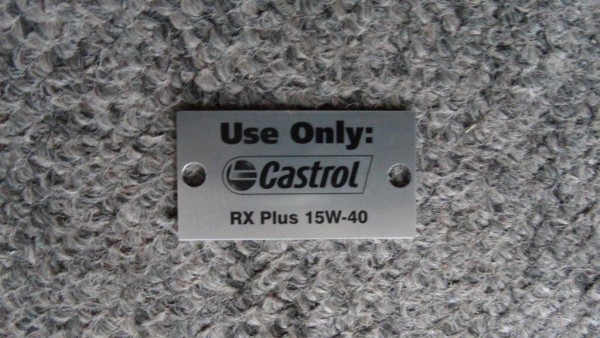 Use Only:
Castrol
RX Plus 15W-40